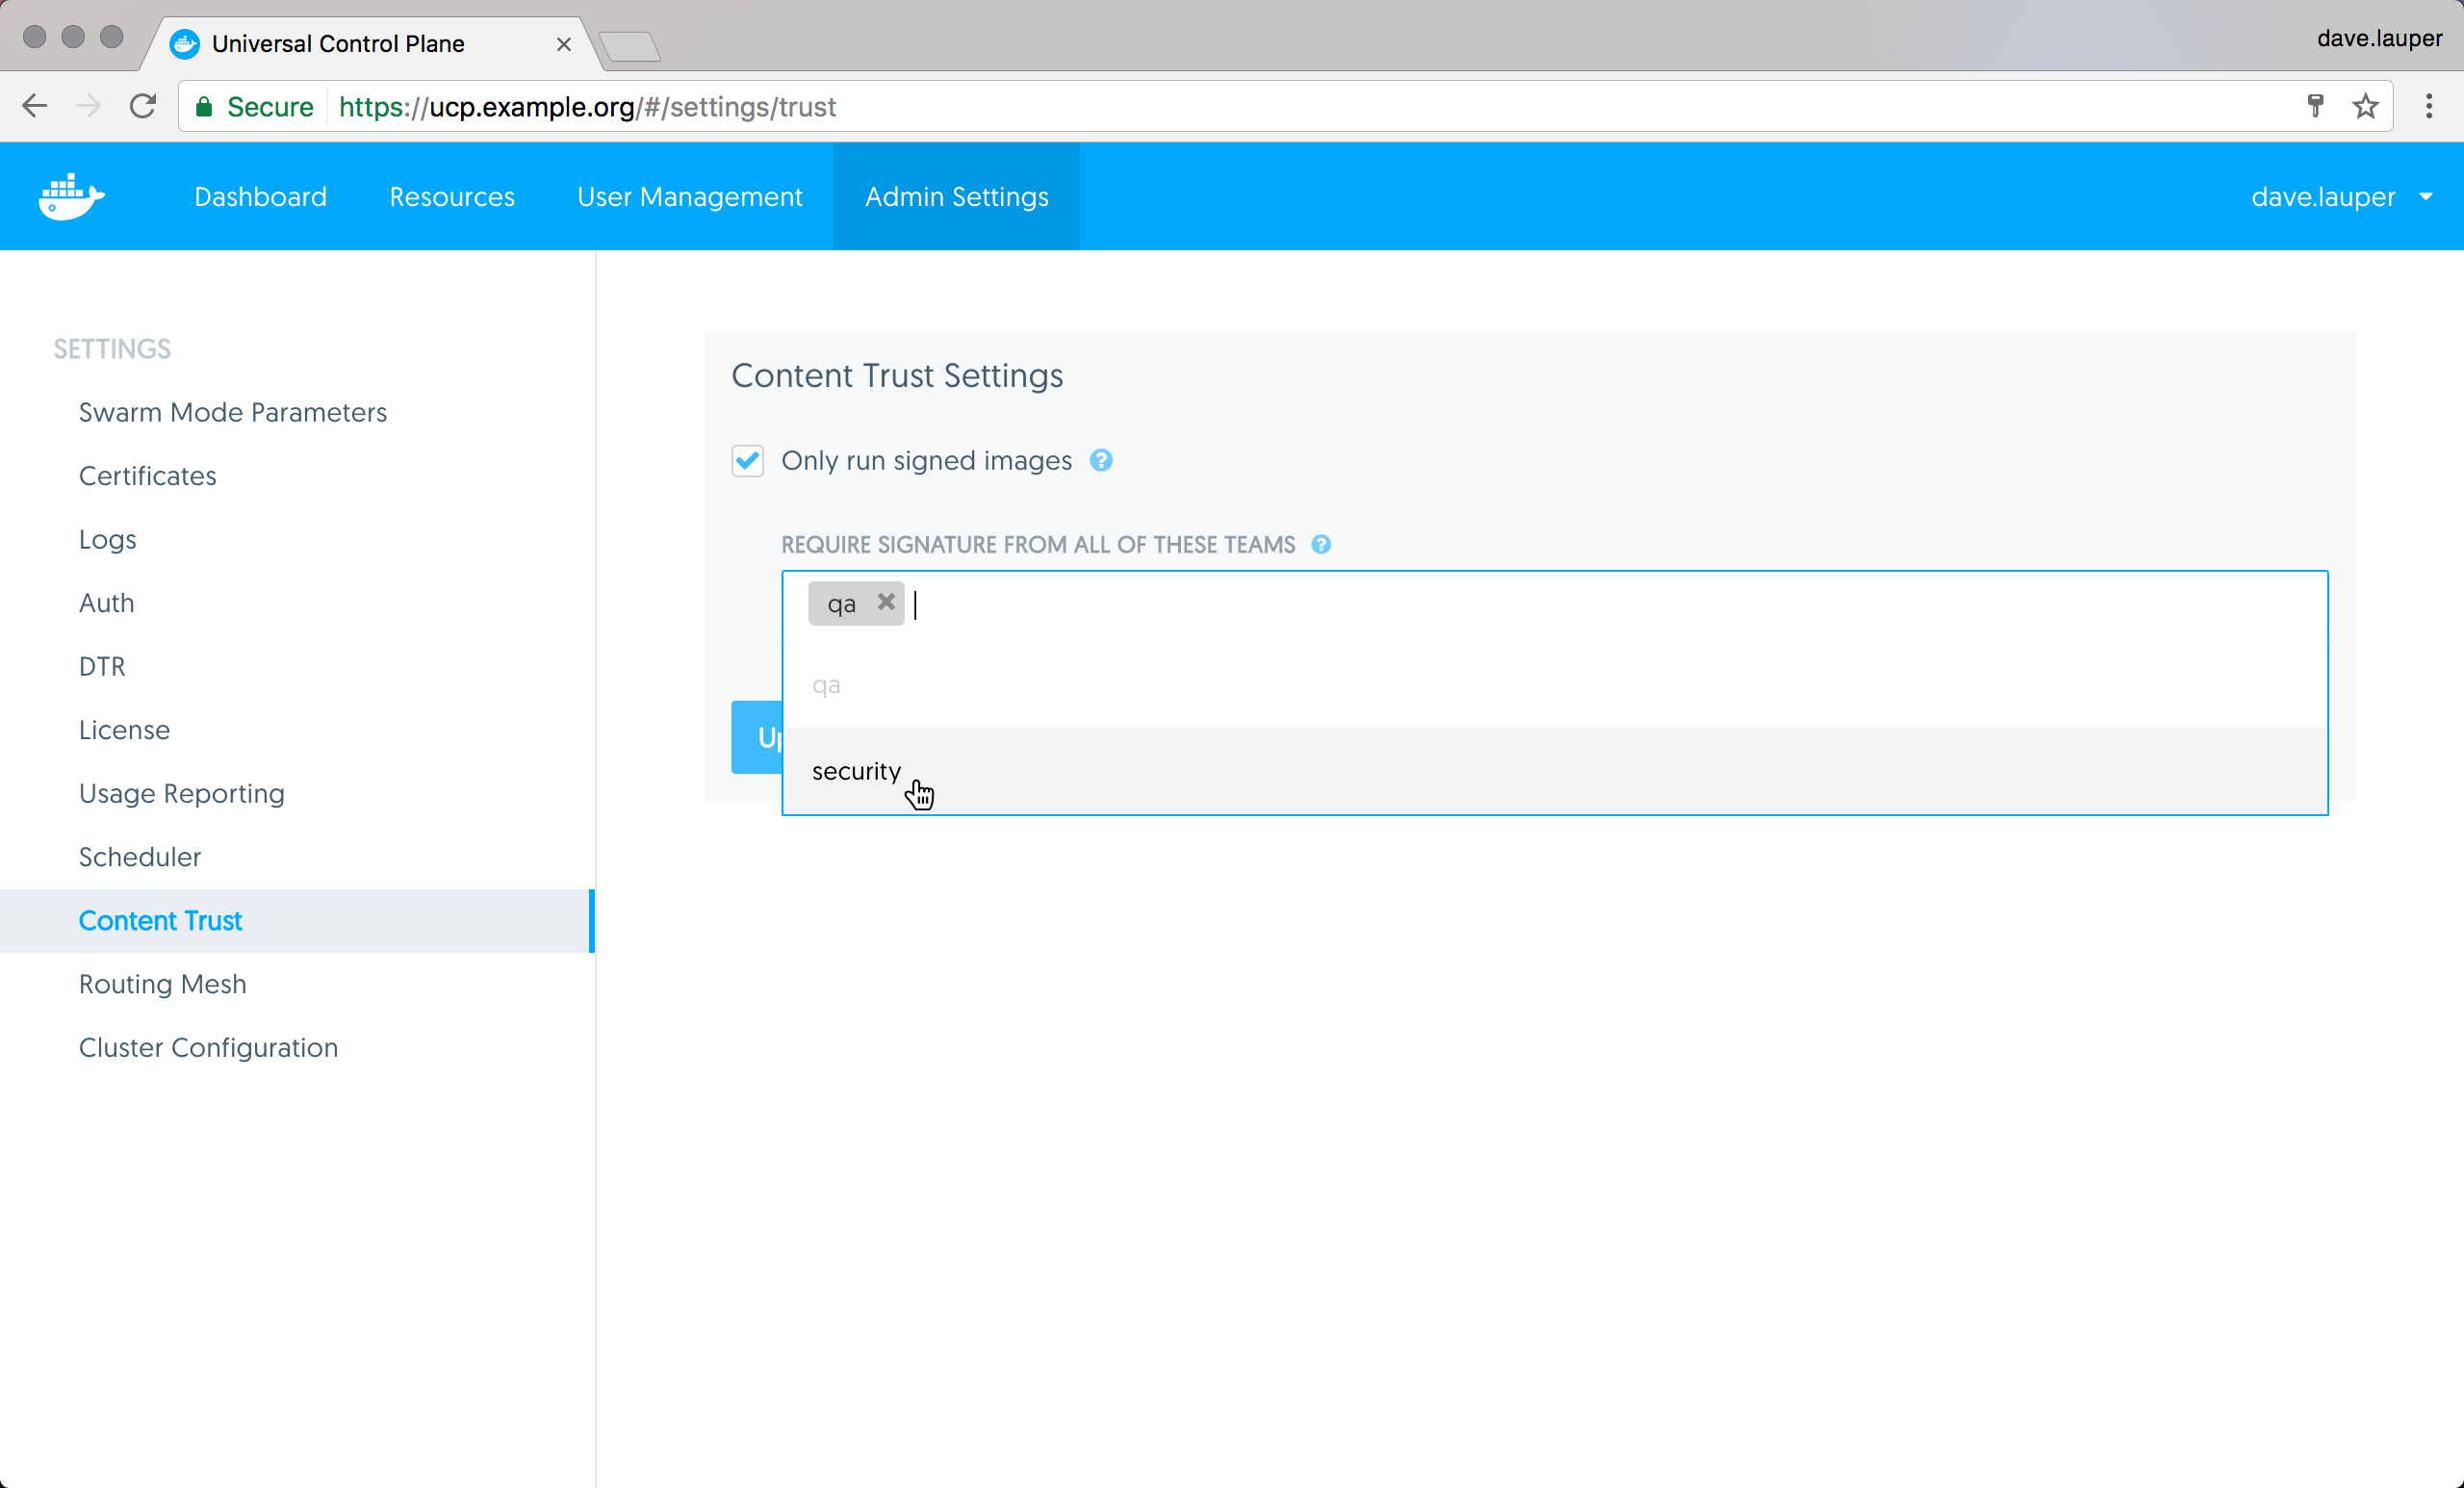 Universal Control Plane
dave.lauper
Secure https://ucp.example.org/#/settings/trust
Dashboard Resources User Management Admin Settings dave.lauper
SETTINGS
Swarm Mode Parameters
Certificates
Logs
Auth
DTR
License
Usage Reporting
Scheduler
Content Trust
Routing Mesh
Cluster Configuration
Content Trust Settings
Only run signed images ?
REQUIRE SIGNATURE FROM ALL OF THESE TEAMS ?
qa
qa
security